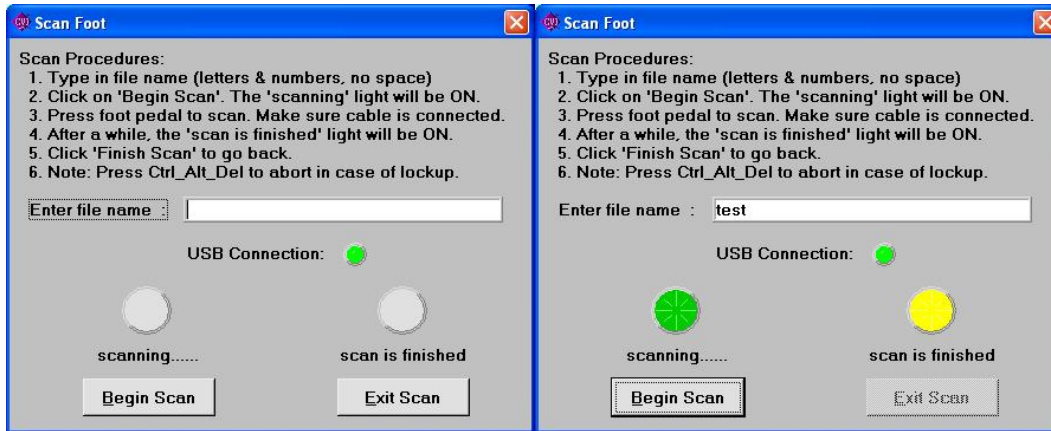 Scan Foot
Scan Procedures:
1. Type in file name (letters & numbers, no space)
2. Click on 'Begin Scan'. The 'scanning' light will be ON.
3. Press foot pedal to scan. Make sure cable is connected.
4. After a while, the 'scan is finished' light will be ON.
5. Click 'Finish Scan' to go back.
6. Note: Press Ctrl_Alt_Del to abort in case of lockup.
Enter file name :
USB Connection:
scanning......
scan is finished
Begin Scan
Exit Scan
Scan Foot
Scan Procedures:
1. Type in file name (letters & numbers, no space)
2. Click on 'Begin Scan'. The 'scanning' light will be ON.
3. Press foot pedal to scan. Make sure cable is connected.
4. After a while, the 'scan is finished' light will be ON.
5. Click 'Finish Scan' to go back.
6. Note: Press Ctrl_Alt_Del to abort in case of lockup.
Enter file name : test
USB Connection:
scanning......
scan is finished
Begin Scan
Exit Scan